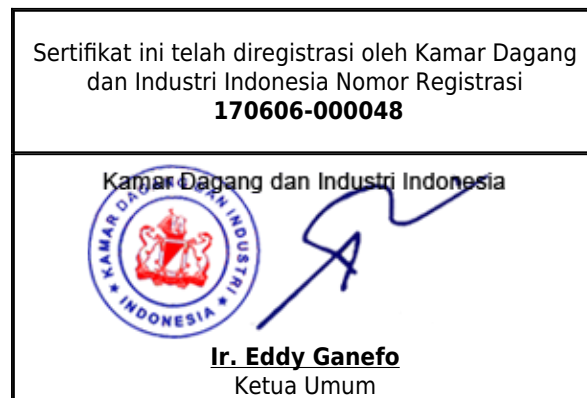 Sertifikat ini telah diregistrasi oleh Kamar Dagang
dan Industri Indonesia Nomor Registrasi
170606-000048
Kamar Dagang dan Industri Indonesia
KAMAR DAGANG DAN INDUSTRI
INDONESIA
Ir. Eddy Ganefo
Ketua Umum